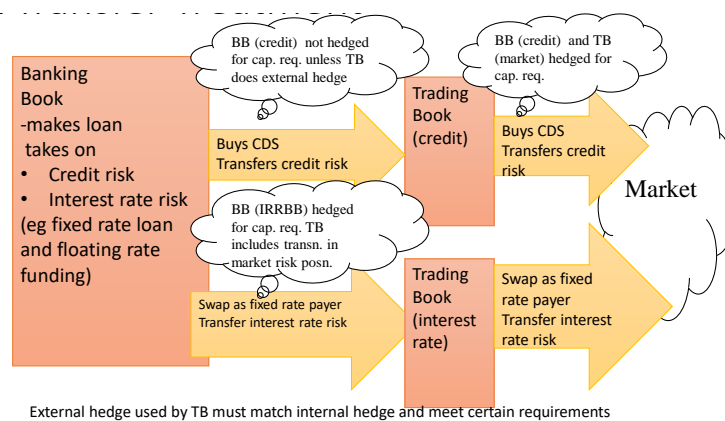 BB (credit) not hedged
for cap. req. unless TB
does external hedge
BB (credit) and TB
(market) hedged for
cap. req.
Banking
Book
-makes loan
takes on
• Credit risk
• Interest rate risk
(eg fixed rate loan
and floating rate
funding)
Buys CDS
Transfers credit risk
Trading
Book
(credit)
Buys CDS
Transfers credit
risk
Market
BB (IRRBB) hedged
for cap. req. TB
includes transn. in
market risk posn.
Swap as fixed rate payer
Transfer interest rate risk
Trading
Book
(interest
rate)
Swap as fixed
rate payer
Transfer interest
rate risk
External hedge used by TB must match internal hedge and meet certain requirements